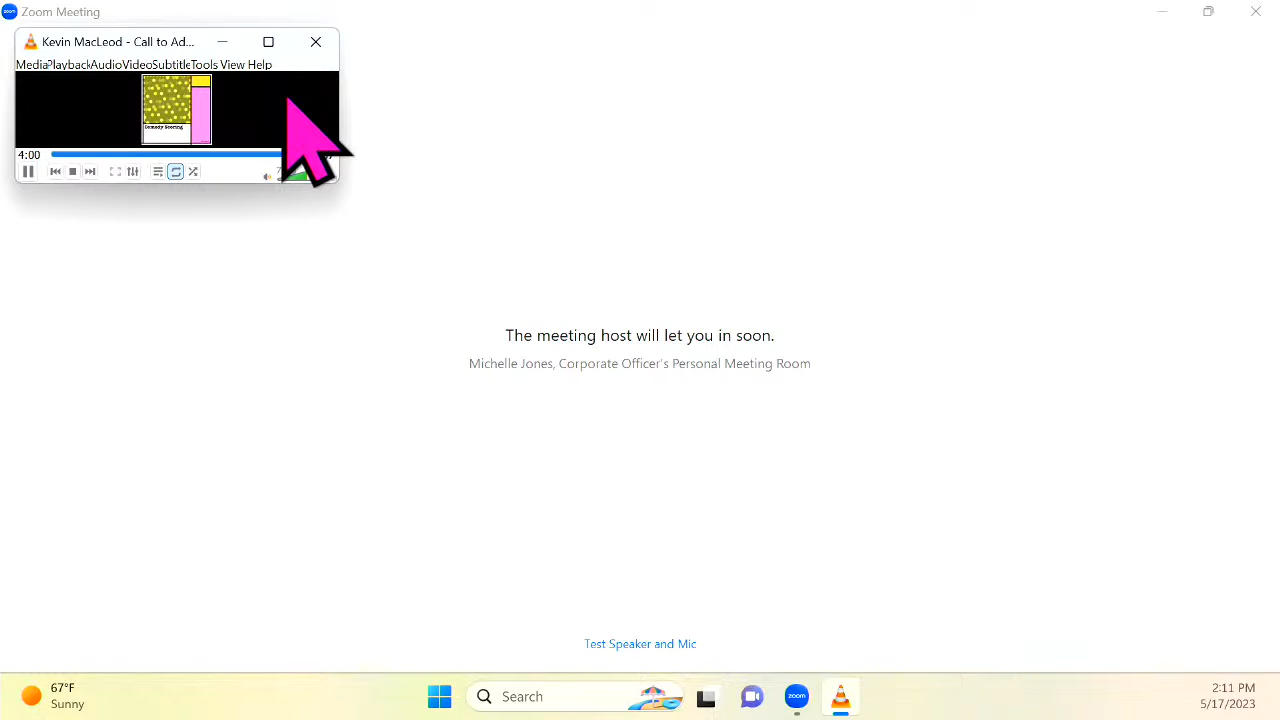 zoom Zoom Meeting
Kevin MacLeod - Call to Ad...
Media Playback Audio Video Subtitle Tools View Help
Comedy Scoring
4:00
The meeting host will let you in soon.
Michelle Jones, Corporate Officer's Personal Meeting Room
Test Speaker and Mic
67°F
Sunny
Search
zoom
2:11 PM
5/17/2023